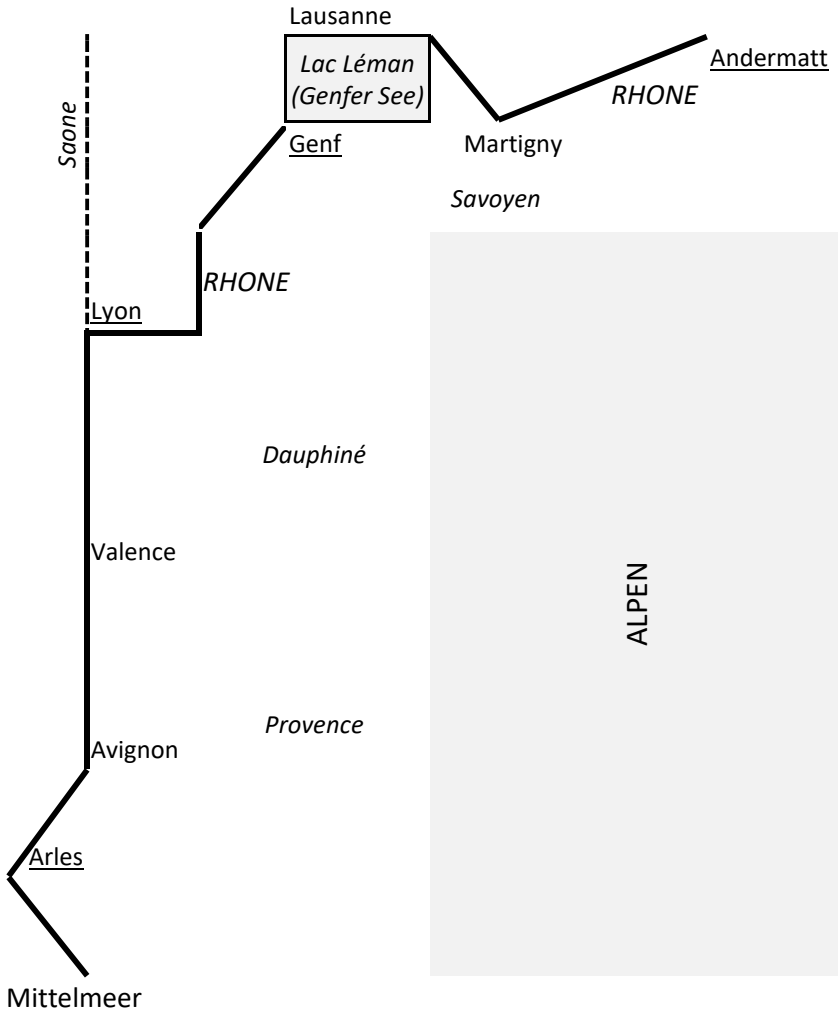 Lausanne
Lac Léman
(Genfer See)
Andermatt
RHONE
Saone
Genf
Martigny
Savoyen
RHONE
Lyon
Dauphiné
Valence
ALPEN
Provence
Avignon
Arles
Mittelmeer